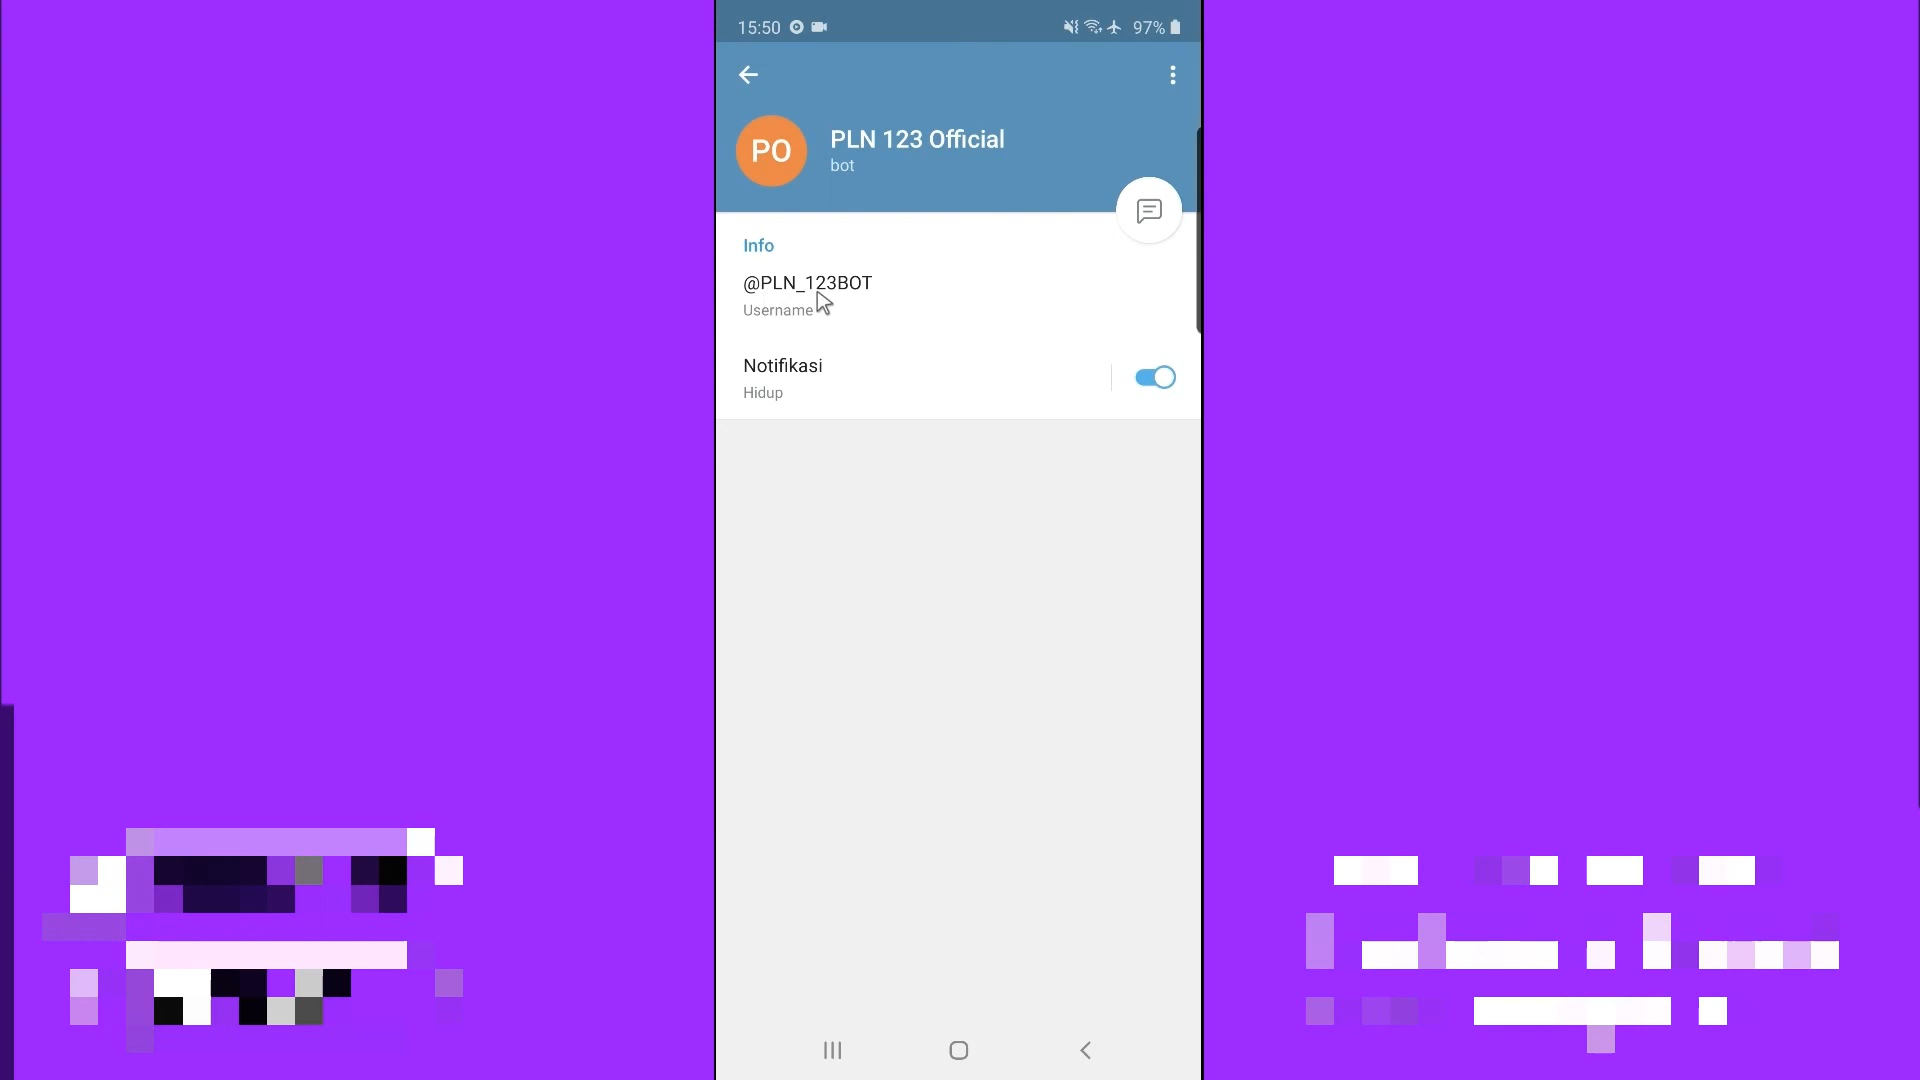 15:50
97%
PO
PLN 123 Official
bot
Info
@PLN_123BOT
Username
Notifikasi
Hidup